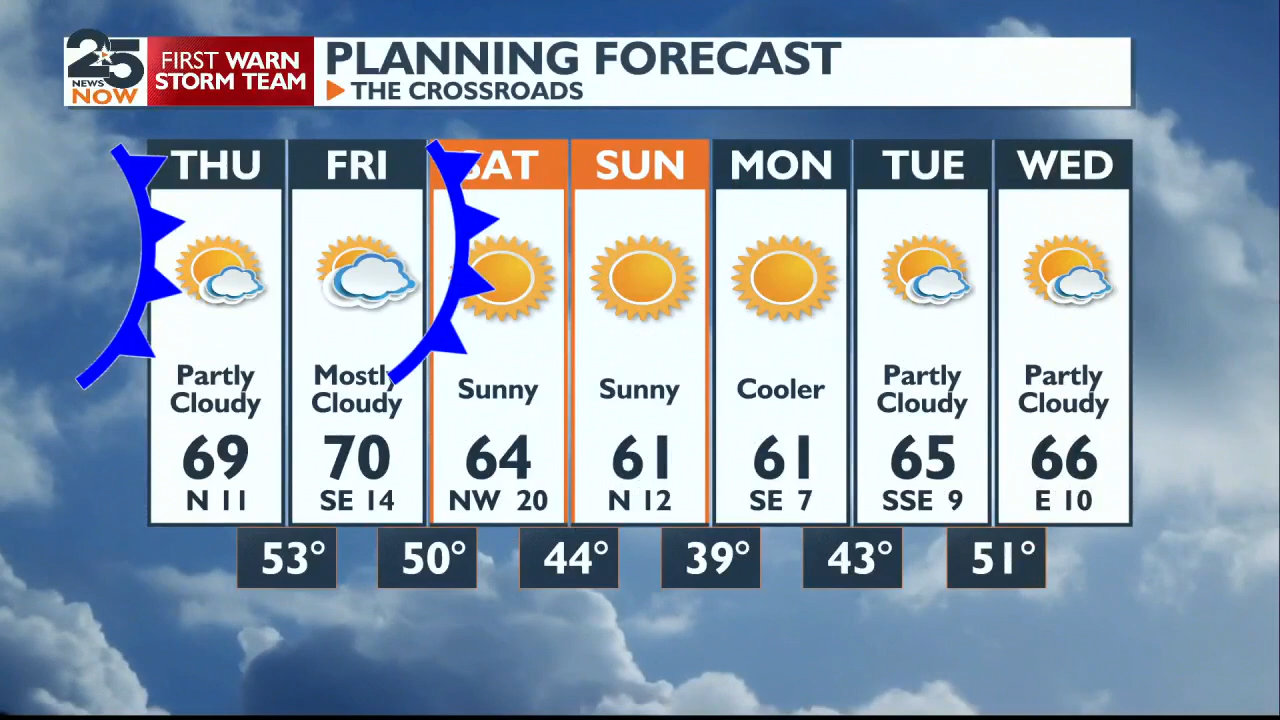 25
NEWS
NOW
FIRST WARN
STORM TEAM
PLANNING FORECAST
THE CROSSROADS
THU
FRI
SAT
SUN
MON
TUE
WED
Partly
Cloudy
Mostly
Cloudy
Sunny
Sunny
Cooler
Partly
Cloudy
Partly
Cloudy
69
70
64
61
61
65
66
N 11
SE 14
NW 20
N 12
SE 7
SSE 9
E 10
53°
50°
44°
39°
43°
51°